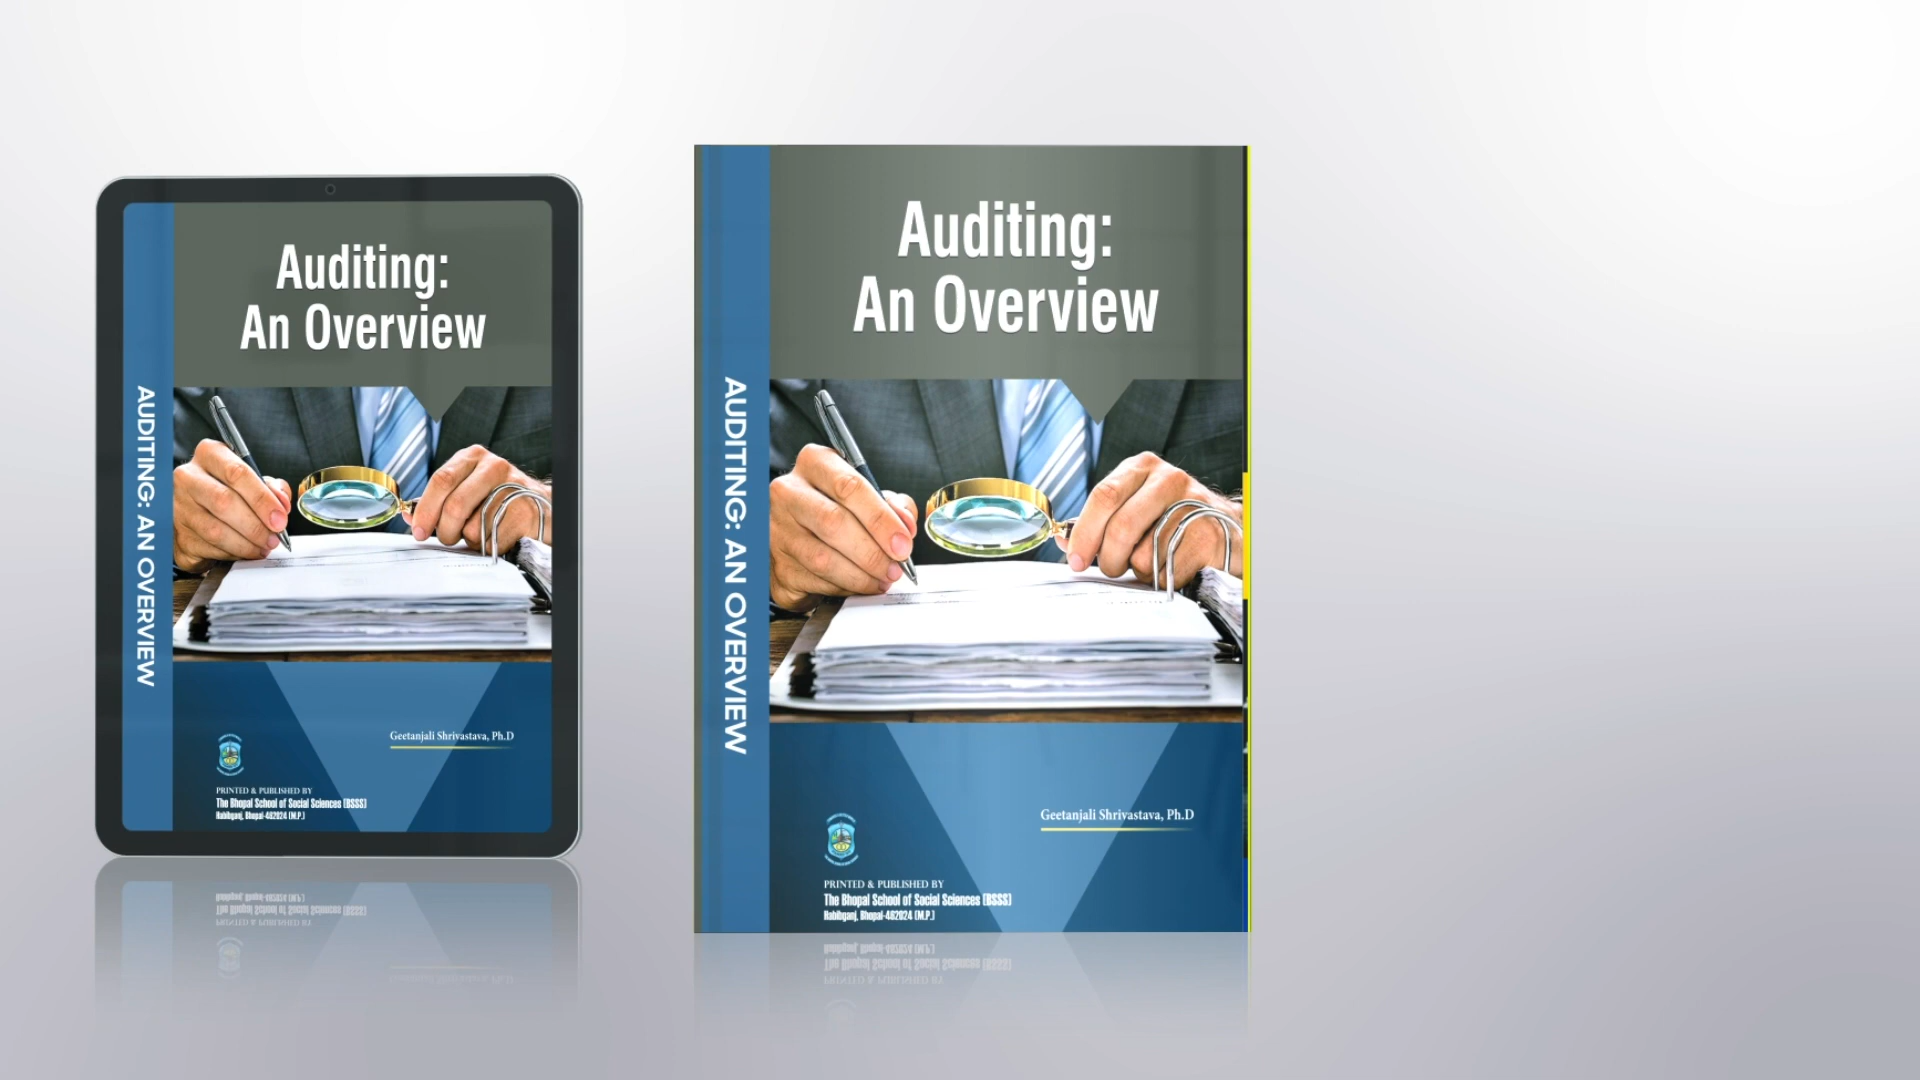 Auditing:
An Overview
AUDITING: AN OVERVIEW
Geetanjali Shrivastava, Ph.D
PRINTED & PUBLISHED BY
The Bhopal School of Social Sciences (BSSS)
Habibganj, Bhopal-462024 (M.P.)
Auditing:
An Overview
AUDITING: AN OVERVIEW
Geetanjali Shrivastava, Ph.D
PRINTED & PUBLISHED BY
The Bhopal School of Social Sciences (BSSS)
Habibganj, Bhopal-462024 (M.P.)